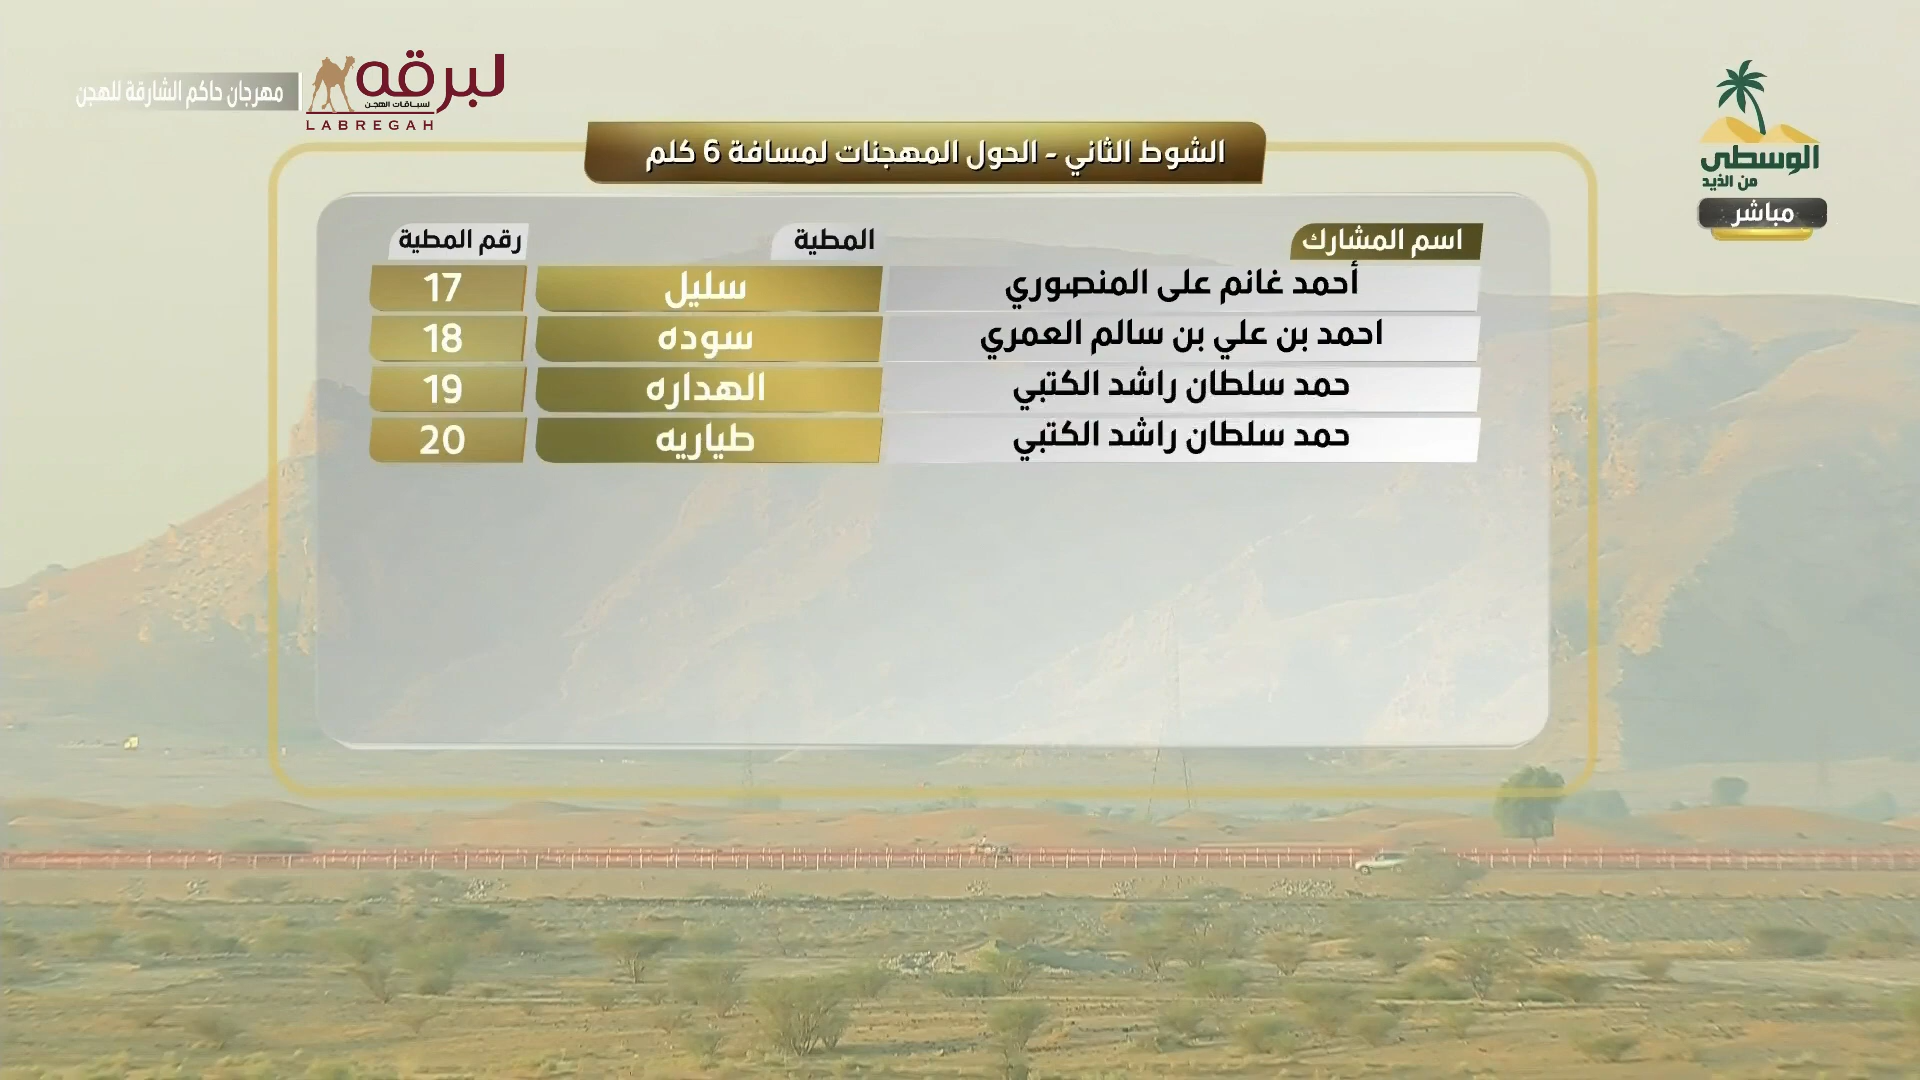 مهرجان حاكم الشارقة للهجن
لبرقه
لسباقات الهجن
LABREGAH
الوسطى
من الذيد
مباشر
الشوط الثاني - الحول المهجنات لمسافة 6 كلم
اسم المشارك المطية رقم المطية
أحمد غانم على المنصوري سليل 17
احمد بن علي بن سالم العمري سوده 18
حمد سلطان راشد الكتبي الهداره 19
حمد سلطان راشد الكتبي طياريه 20